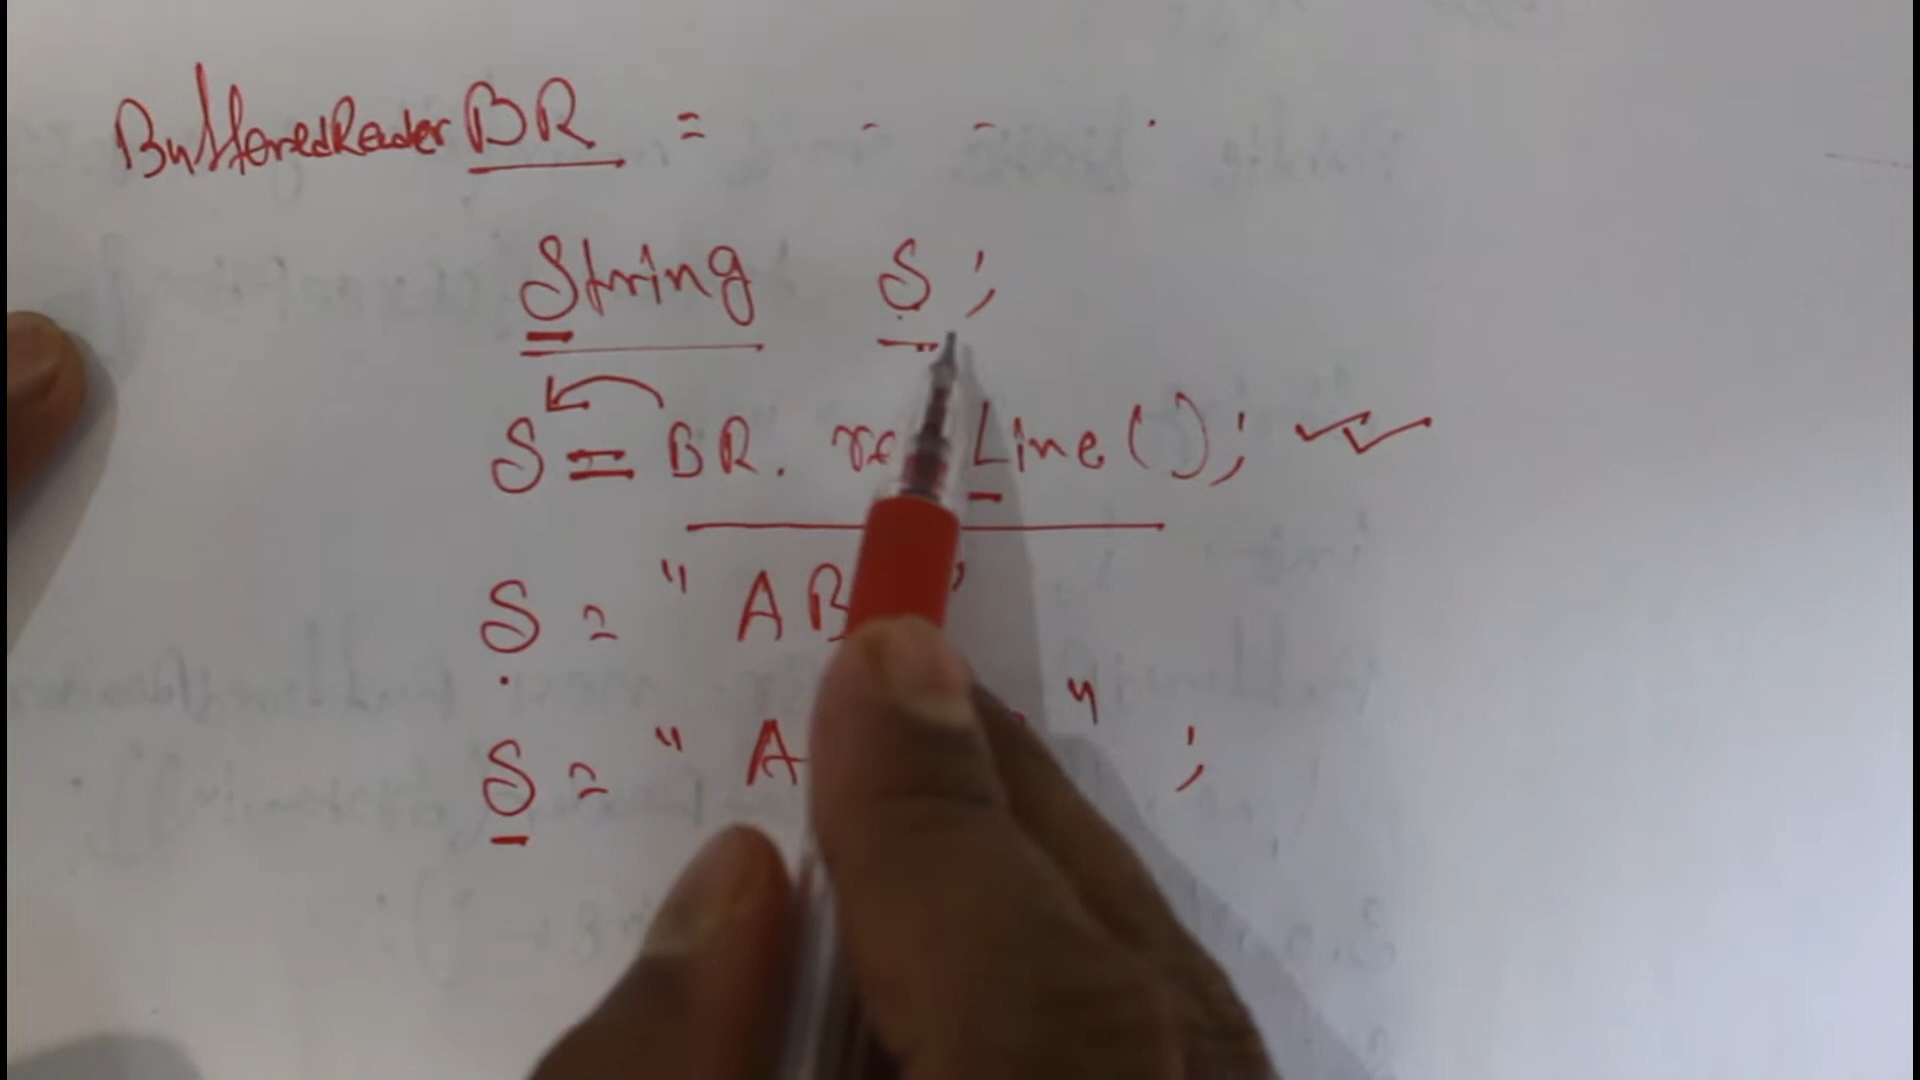 BufferedReader BR = - - .
String S;
S = BR. Line();
S = "AB"
S = "A ";